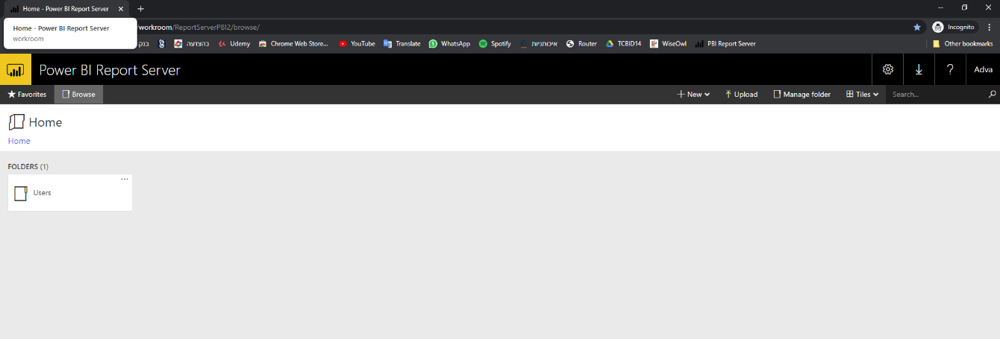 Home - Power BI Report Server
Home - Power BI Report Server
workroom
/workroom/ReportServerPBI2/browse/
Incognito
בנק
בהצדעה
Udemy
Chrome Web Store...
YouTube
Translate
WhatsApp
Spotify
איכותניות
Router
TCBID14
WiseOwl
PBI Report Server
Other bookmarks
Power BI Report Server
?
Adva
Favorites
Browse
New
Upload
Manage folder
Tiles
Search...
Home
Home
FOLDERS (1)
...
Users